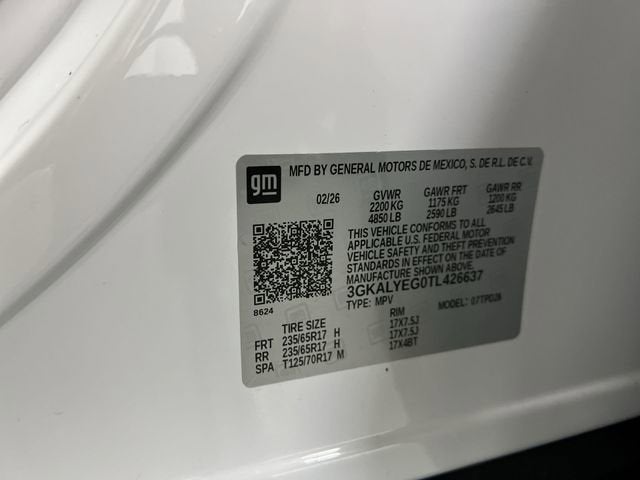 gm
MFD BY GENERAL MOTORS DE MEXICO, S. DE R.L. DE C.V.
02/26 GVWR GAWR FRT GAWR RR
2200 KG 1175 KG 1200 KG
4850 LB 2590 LB 2645 LB
THIS VEHICLE CONFORMS TO ALL
APPLICABLE U.S. FEDERAL MOTOR
VEHICLE SAFETY AND THEFT PREVENTION
STANDARDS IN EFFECT ON THE DATE OF
MANUFACTURE SHOWN ABOVE.
3GKALYEG0TL426637
TYPE: MPV MODEL: 07TPD26
8624
TIRE SIZE RIM
FRT 235/65R17 H 17X7.5J
RR 235/65R17 H 17X7.5J
SPA T125/70R17 M 17X4BT